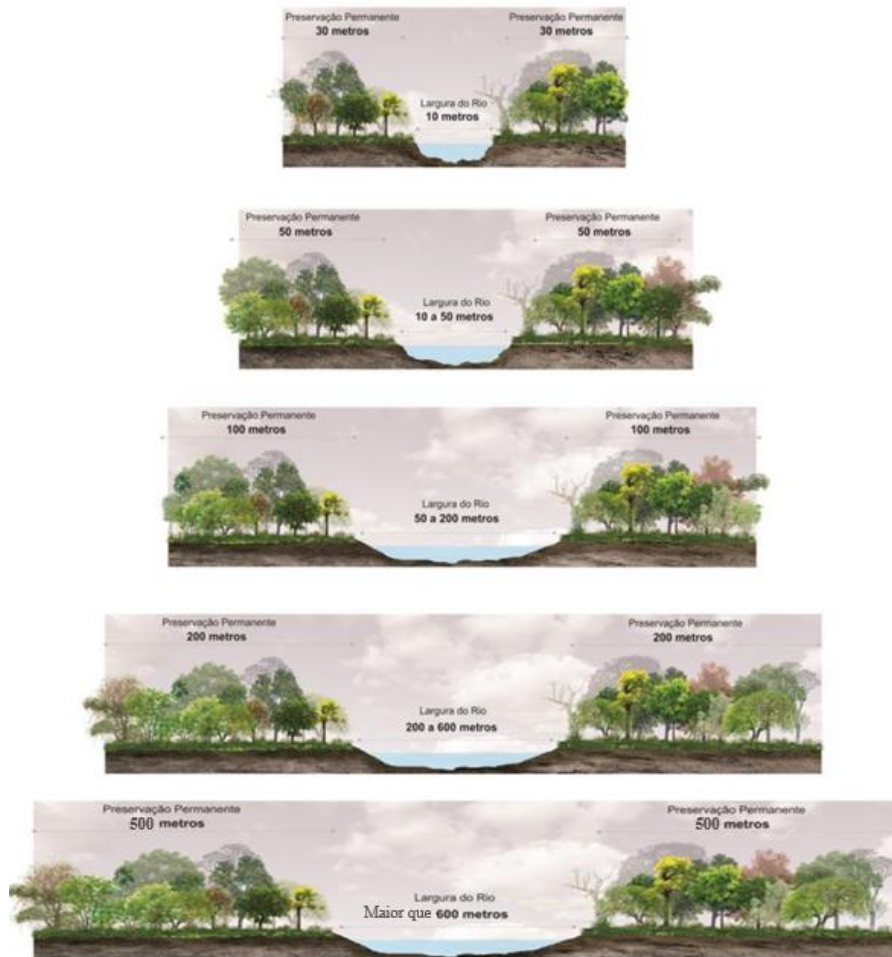 Preservação Permanente
30 metros
Preservação Permanente
30 metros
Largura do Rio
10 metros
Preservação Permanente
50 metros
Preservação Permanente
50 metros
Largura do Rio
10 a 50 metros
Preservação Permanente
100 metros
Preservação Permanente
100 metros
Largura do Rio
50 a 200 metros
Preservação Permanente
200 metros
Preservação Permanente
200 metros
Largura do Rio
200 a 600 metros
Preservação Permanente
500 metros
Preservação Permanente
500 metros
Largura do Rio
Maior que 600 metros